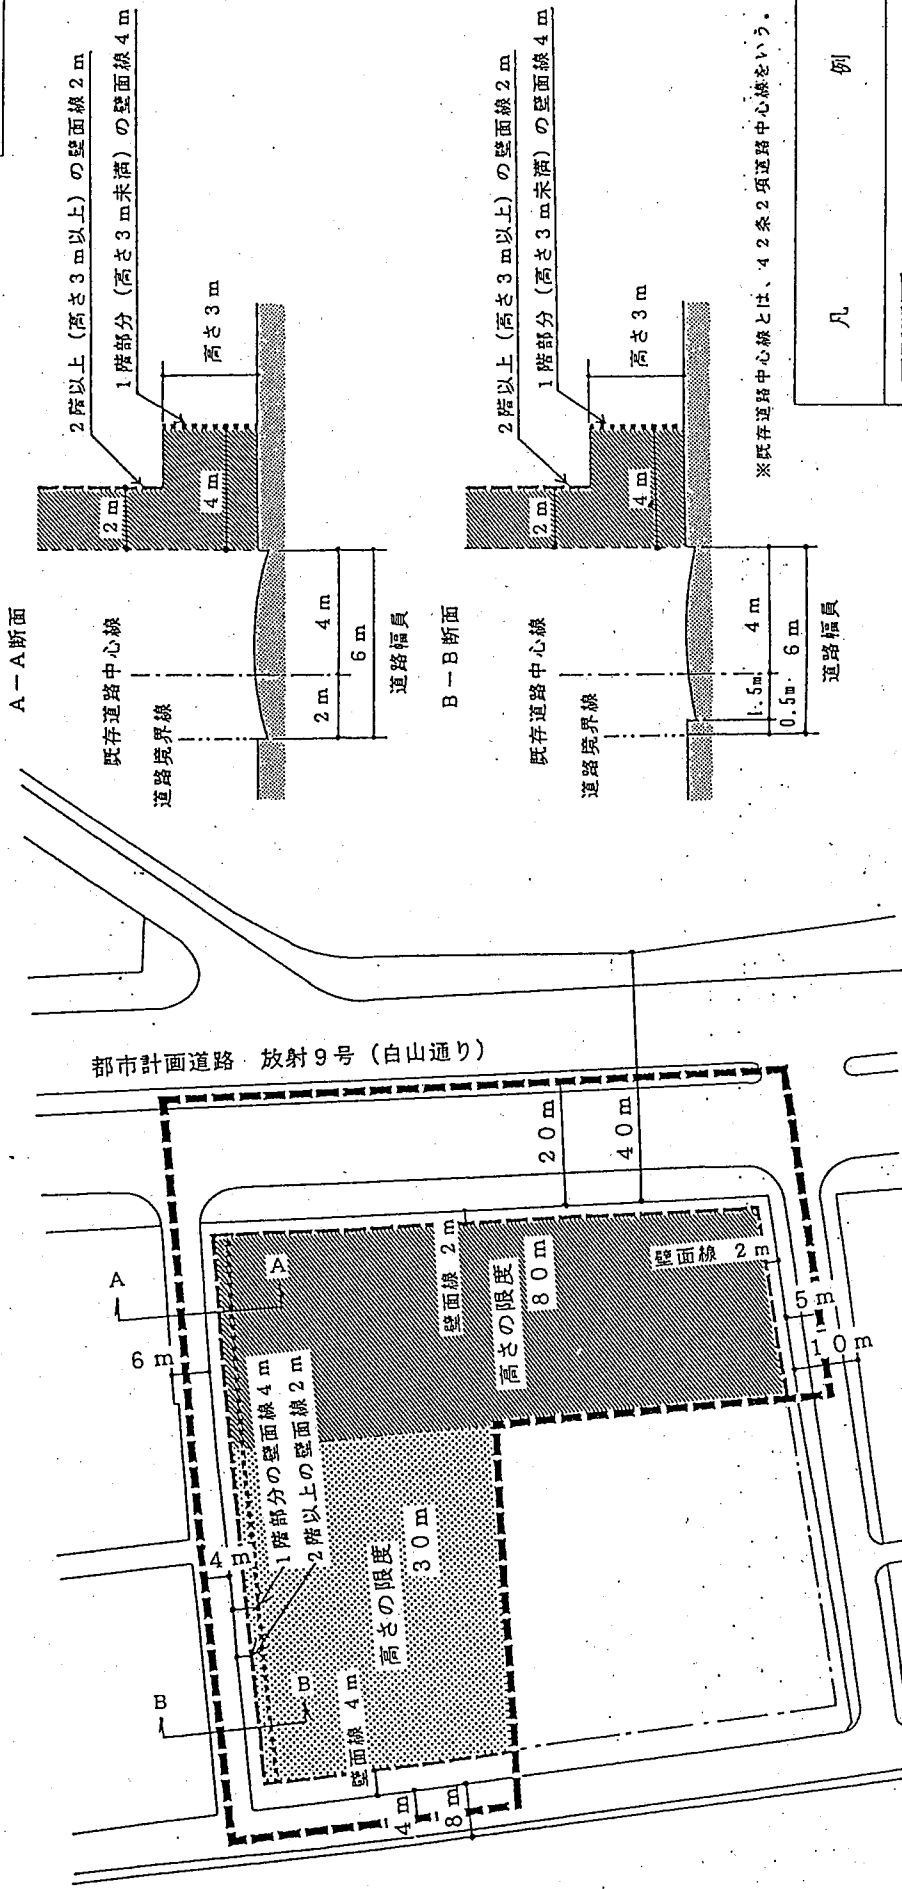 A－A断面
2階以上（高さ3m以上）の壁面線2m
1階部分（高さ3m未満）の壁面線4m
高さ3m
2m
4m
既存道路中心線
道路境界線
2m
4m
6m
道路幅員
B－B断面
2階以上（高さ3m以上）の壁面線2m
1階部分（高さ3m未満）の壁面線4m
高さ3m
2m
4m
既存道路中心線
道路境界線
1.5m
4m
0.5m
6m
道路幅員
※既存道路中心線とは、42条2項道路中心線をいう。
凡例
都市計画道路 放射9号（白山通り）
20m
40m
A
A
6m
壁面線 2m
高さの限度
80m
壁面線 2m
5m
10m
1階部分の壁面線4m
2階以上の壁面線2m
4m
高さの限度
30m
B
B
壁面線 4m
4m
8m